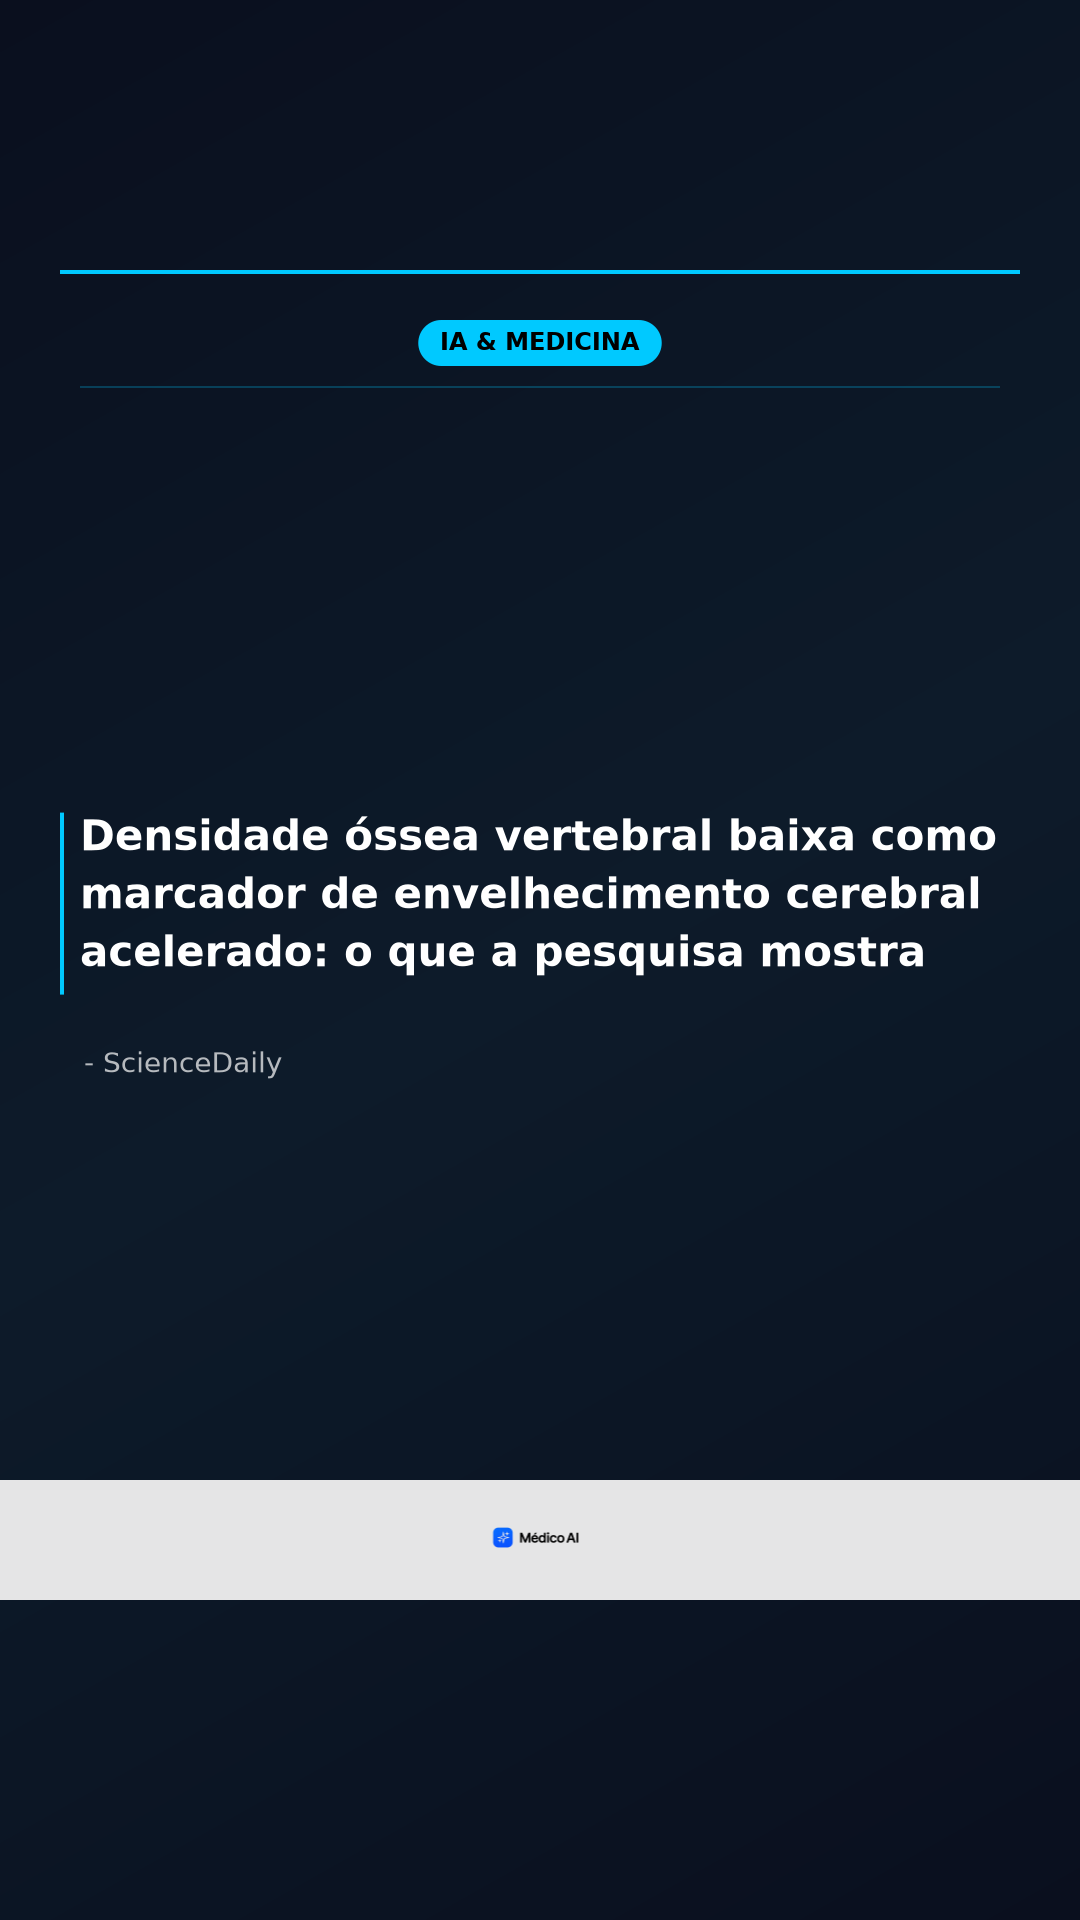 IA & MEDICINA
Densidade óssea vertebral baixa como
marcador de envelhecimento cerebral
acelerado: o que a pesquisa mostra
- ScienceDaily
Médico AI